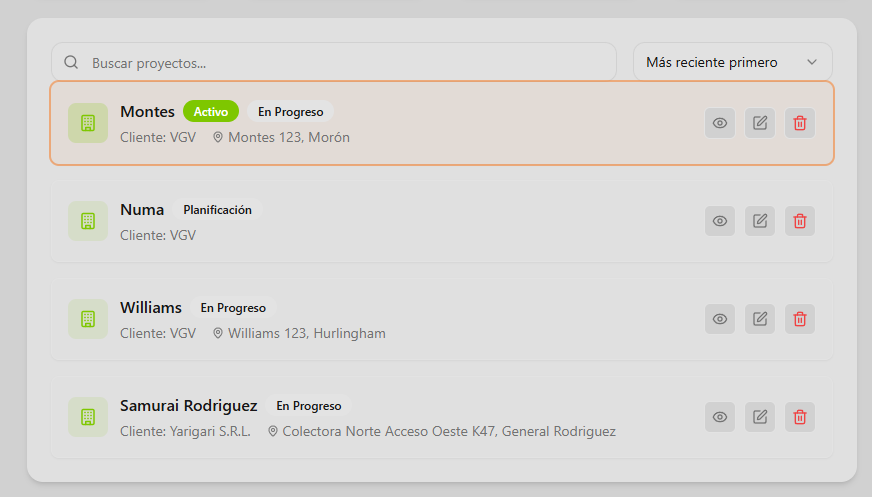 Buscar proyectos...
Más reciente primero
Montes Activo En Progreso
Cliente: VGV Montes 123, Morón
Numa Planificación
Cliente: VGV
Williams En Progreso
Cliente: VGV Williams 123, Hurlingham
Samurai Rodriguez En Progreso
Cliente: Yarigari S.R.L. Colectora Norte Acceso Oeste K47, General Rodriguez